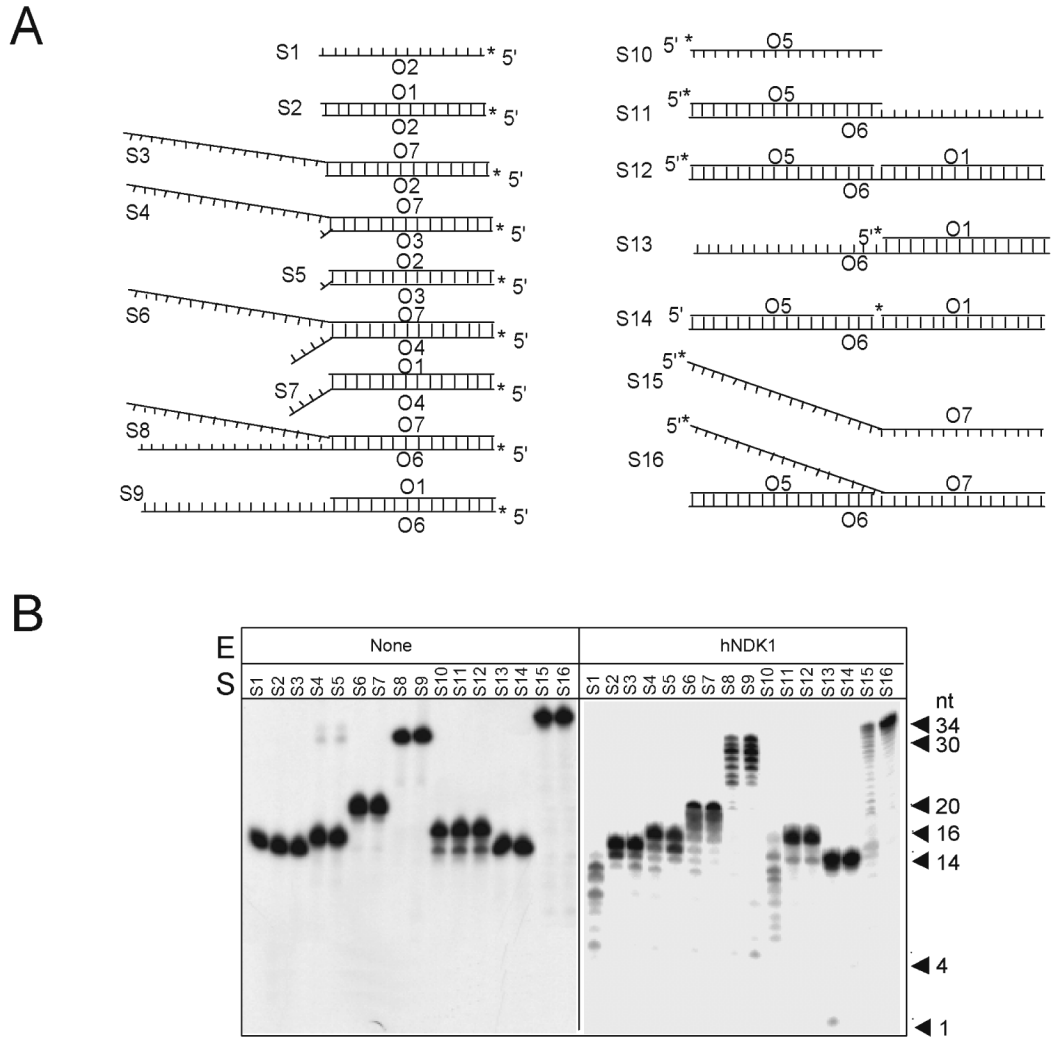 A
S1 * 5'
O2
O1
S2 * 5'
O2
S3 O7
* 5'
O2
S4 O7
* 5'
O3
O2
S5 * 5'
O3
S6 O7
* 5'
O4
O1
S7 * 5'
O4
S8 O7
* 5'
O6
S9 O1
* 5'
O6
S10 5' * O5
S11 5'* O5
O6
S12 5'* O5 O1
O6
S13 5'* O1
O6
S14 5' O5 * O1
O6
S15 5'* O7
S16 5'* O5 O7
O6
B
E None hNDK1
S S1 S2 S3 S4 S5 S6 S7 S8 S9 S10 S11 S12 S13 S14 S15 S16 S1 S2 S3 S4 S5 S6 S7 S8 S9 S10 S11 S12 S13 S14 S15 S16
nt
34
30
20
16
14
4
1